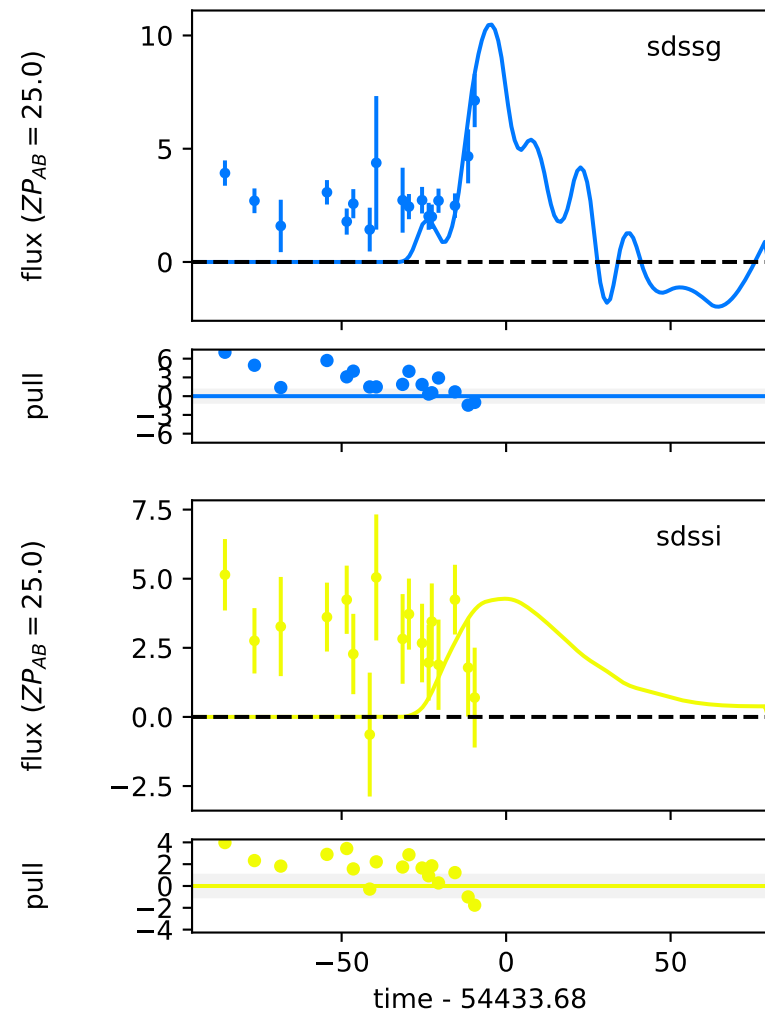 sdssg
flux (ZP_AB = 25.0)
10
5
0
pull
6
3
0
−3
−6
sdssi
flux (ZP_AB = 25.0)
7.5
5.0
2.5
0.0
−2.5
pull
4
2
0
−2
−4
−50 0 50
time - 54433.68